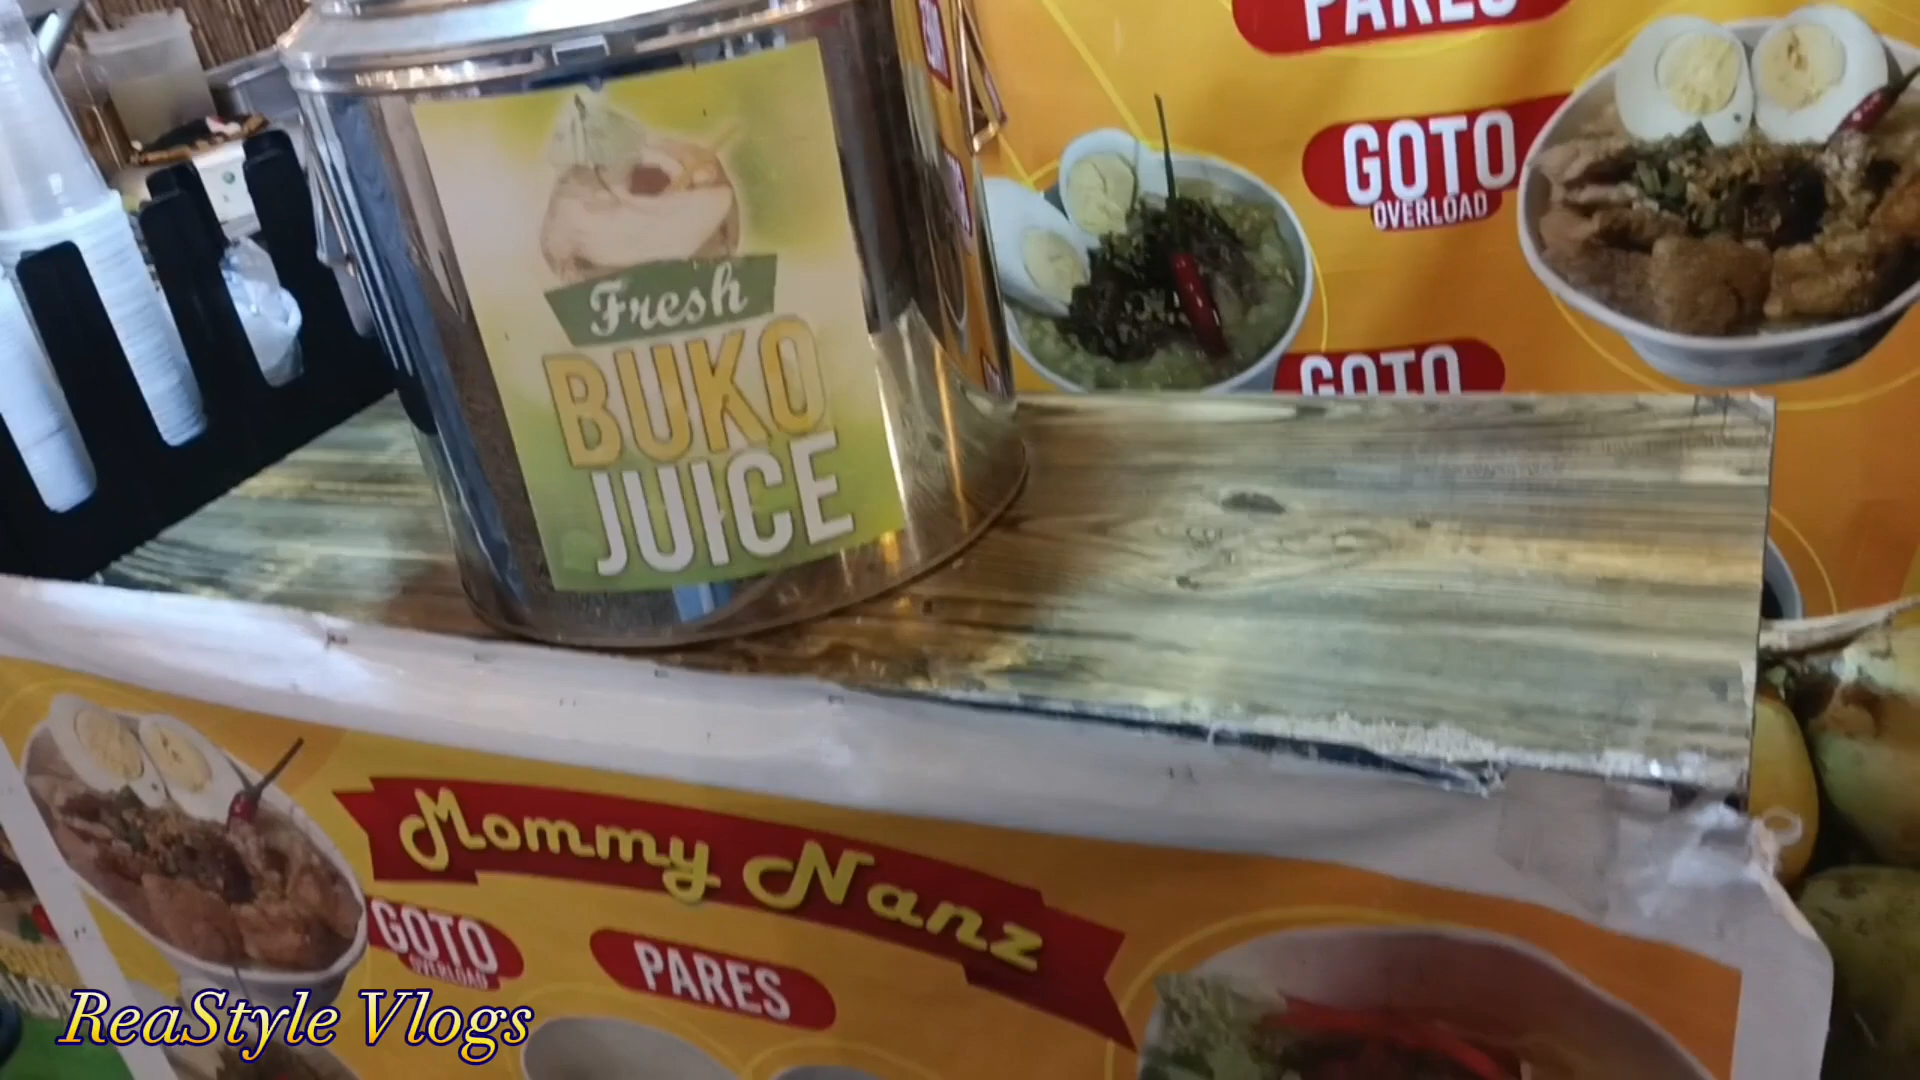 PARES
GOTO
OVERLOAD
GOTO
Fresh
BUKO
JUICE
Mommy Nanz
GOTO
OVERLOAD
PARES
ReaStyle Vlogs